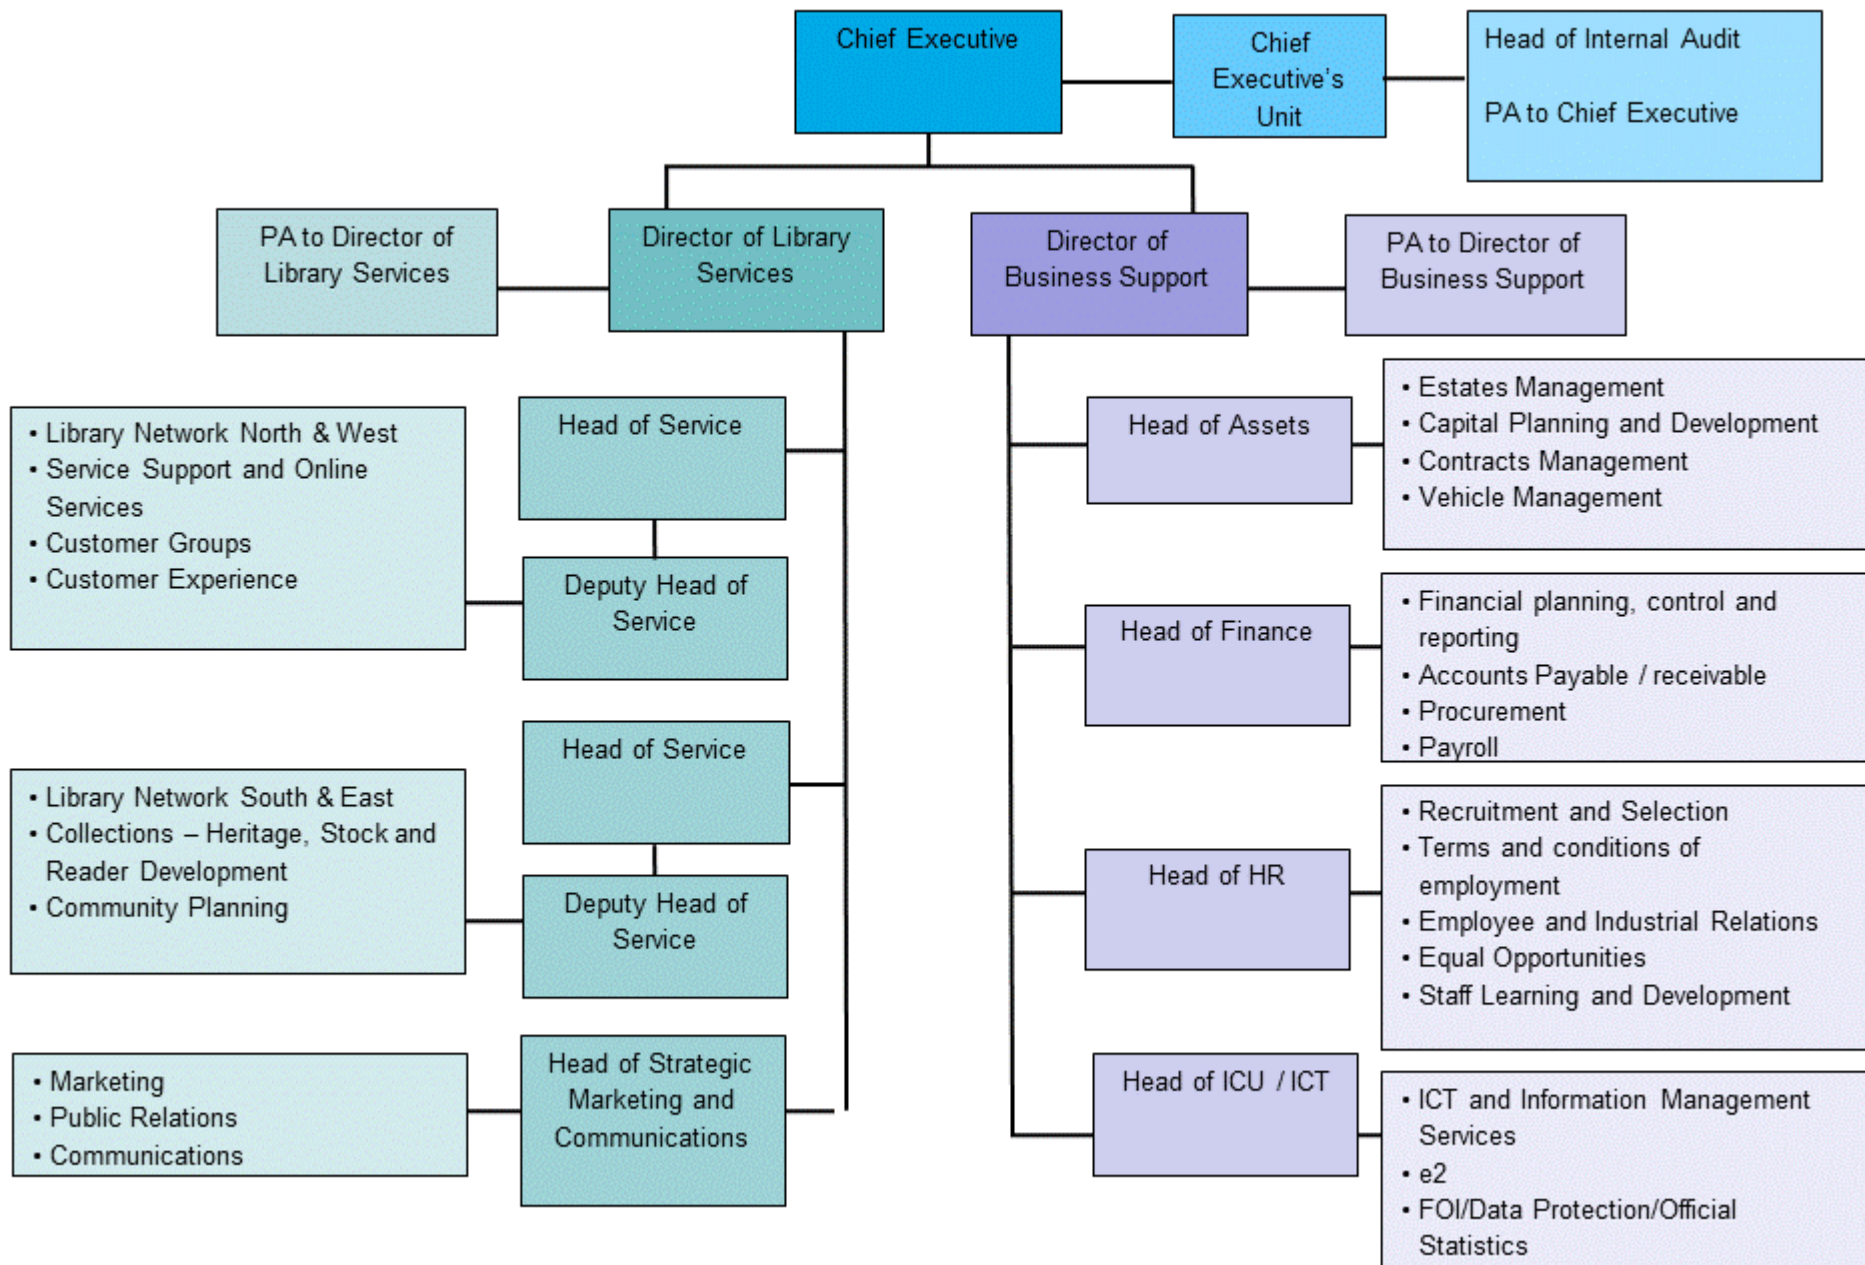 Chief Executive
Chief
Executive's
Unit
Head of Internal Audit
PA to Chief Executive
PA to Director of
Library Services
Director of Library
Services
Director of
Business Support
PA to Director of
Business Support
• Library Network North & West
• Service Support and Online
Services
• Customer Groups
• Customer Experience
Head of Service
Deputy Head of
Service
• Library Network South & East
• Collections – Heritage, Stock and
Reader Development
• Community Planning
Head of Service
Deputy Head of
Service
• Marketing
• Public Relations
• Communications
Head of Strategic
Marketing and
Communications
Head of Assets
• Estates Management
• Capital Planning and Development
• Contracts Management
• Vehicle Management
Head of Finance
• Financial planning, control and
reporting
• Accounts Payable / receivable
• Procurement
• Payroll
Head of HR
• Recruitment and Selection
• Terms and conditions of
employment
• Employee and Industrial Relations
• Equal Opportunities
• Staff Learning and Development
Head of ICU / ICT
• ICT and Information Management
Services
• e2
• FOI/Data Protection/Official
Statistics